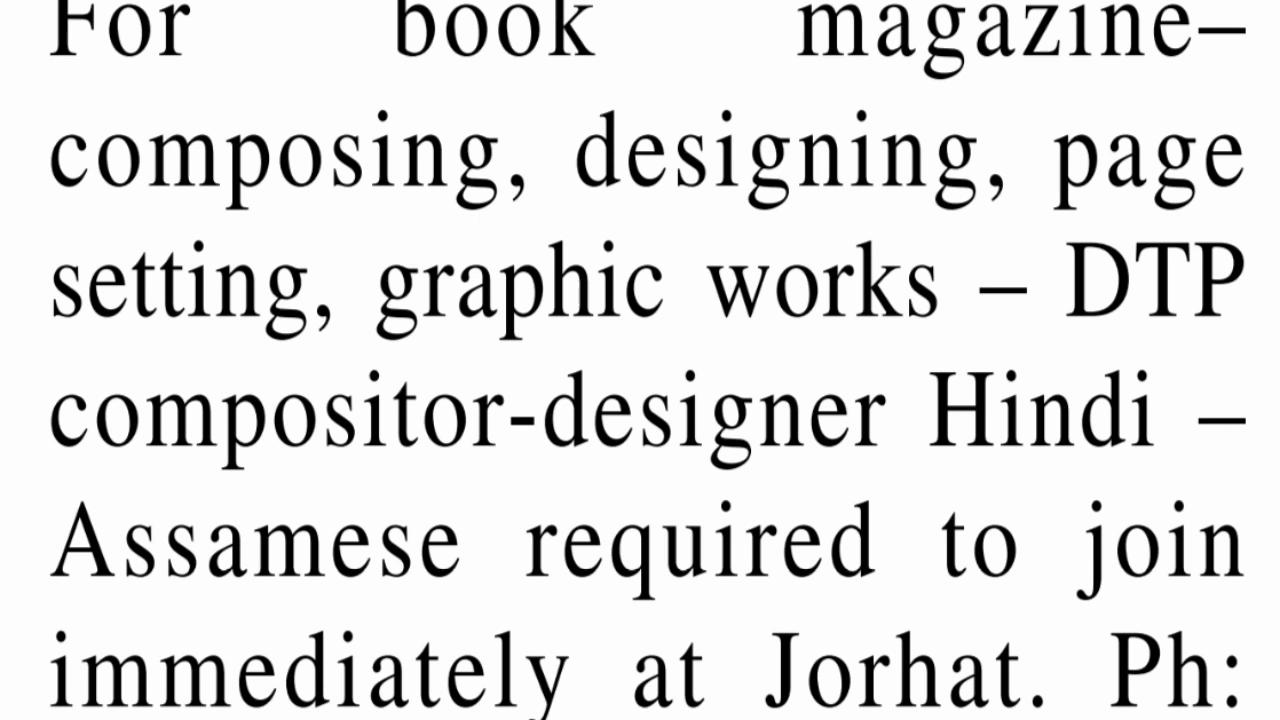 For book magazine–
composing, designing, page
setting, graphic works – DTP
compositor-designer Hindi –
Assamese required to join
immediately at Jorhat. Ph: